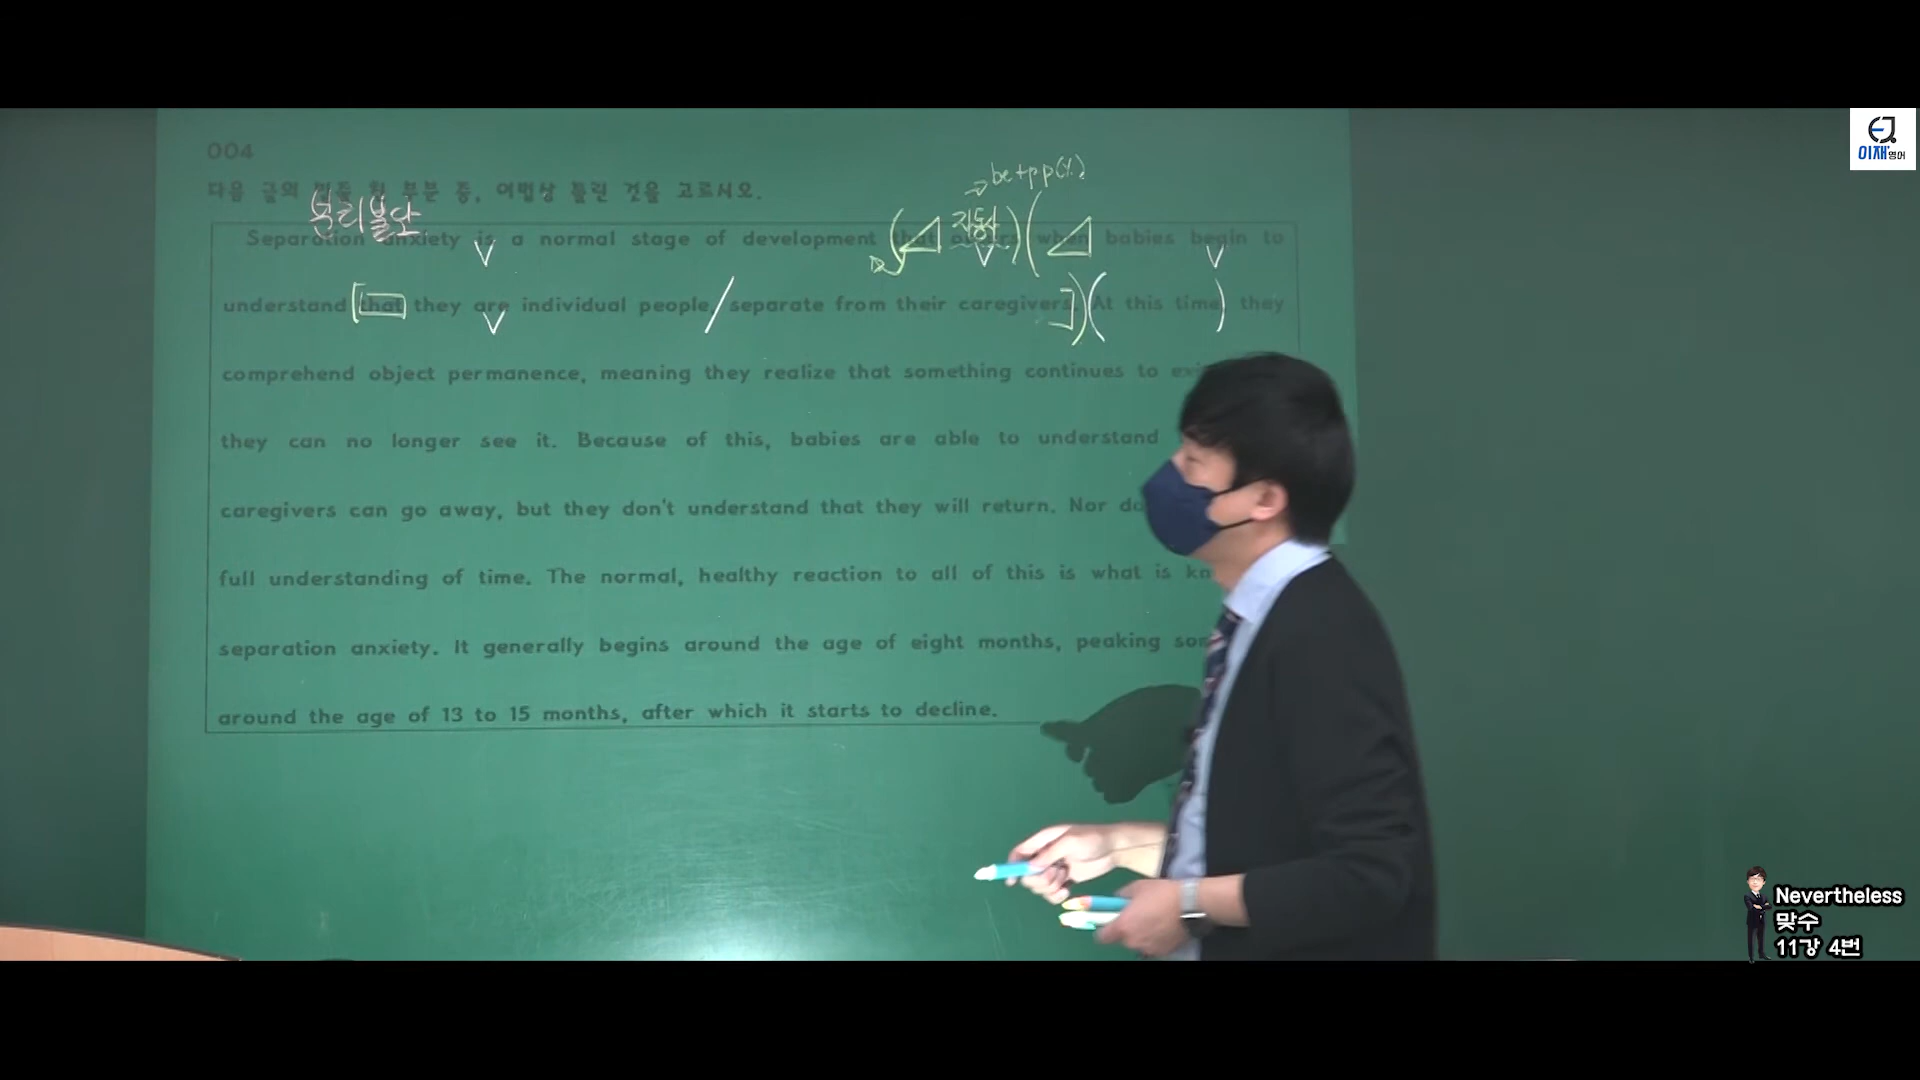 004
다음 글의 밑줄 친 부분 중, 어법상 틀린 것을 고르시오.
be+pp(X)
분리불안
자동사
Separation anxiety is a normal stage of development that occurs when babies begin to
understand that they are individual people/separate from their caregivers. At this time, they
comprehend object permanence, meaning they realize that something continues to
they can no longer see it. Because of this, babies are able to understand
caregivers can go away, but they don't understand that they will return. Nor do
full understanding of time. The normal, healthy reaction to all of this is what is
separation anxiety. It generally begins around the age of eight months, peaking
around the age of 13 to 15 months, after which it starts to decline.
EJ
이재영어
Nevertheless
맞수
11강 4번